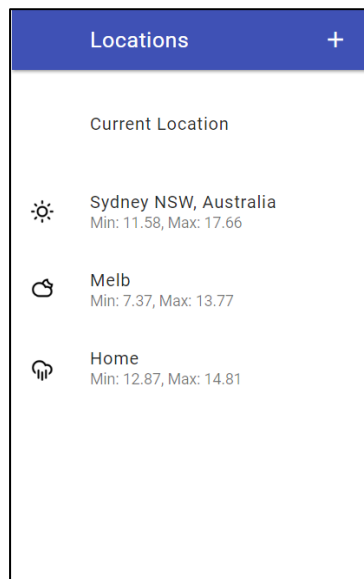 Locations +
Current Location
Sydney NSW, Australia
Min: 11.58, Max: 17.66
Melb
Min: 7.37, Max: 13.77
Home
Min: 12.87, Max: 14.81